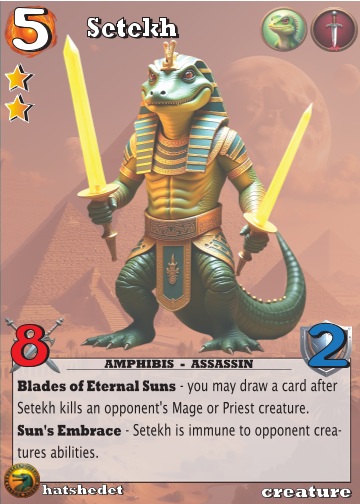 5
Setekh
8
2
AMPHIBIS - ASSASSIN
Blades of Eternal Suns - you may draw a card after
Setekh kills an opponent's Mage or Priest creature.
Sun's Embrace - Setekh is immune to opponent crea-
tures abilities.
hatshedet
creature